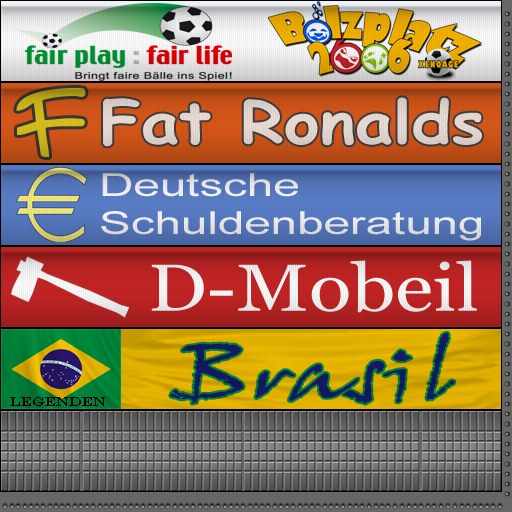 fair play : fair life
Bringt faire Bälle ins Spiel!
Bolzplatz
2006
XENOAGE
F Fat Ronalds
€ Deutsche
Schuldenberatung
D-Mobeil
LEGENDEN
Brasil